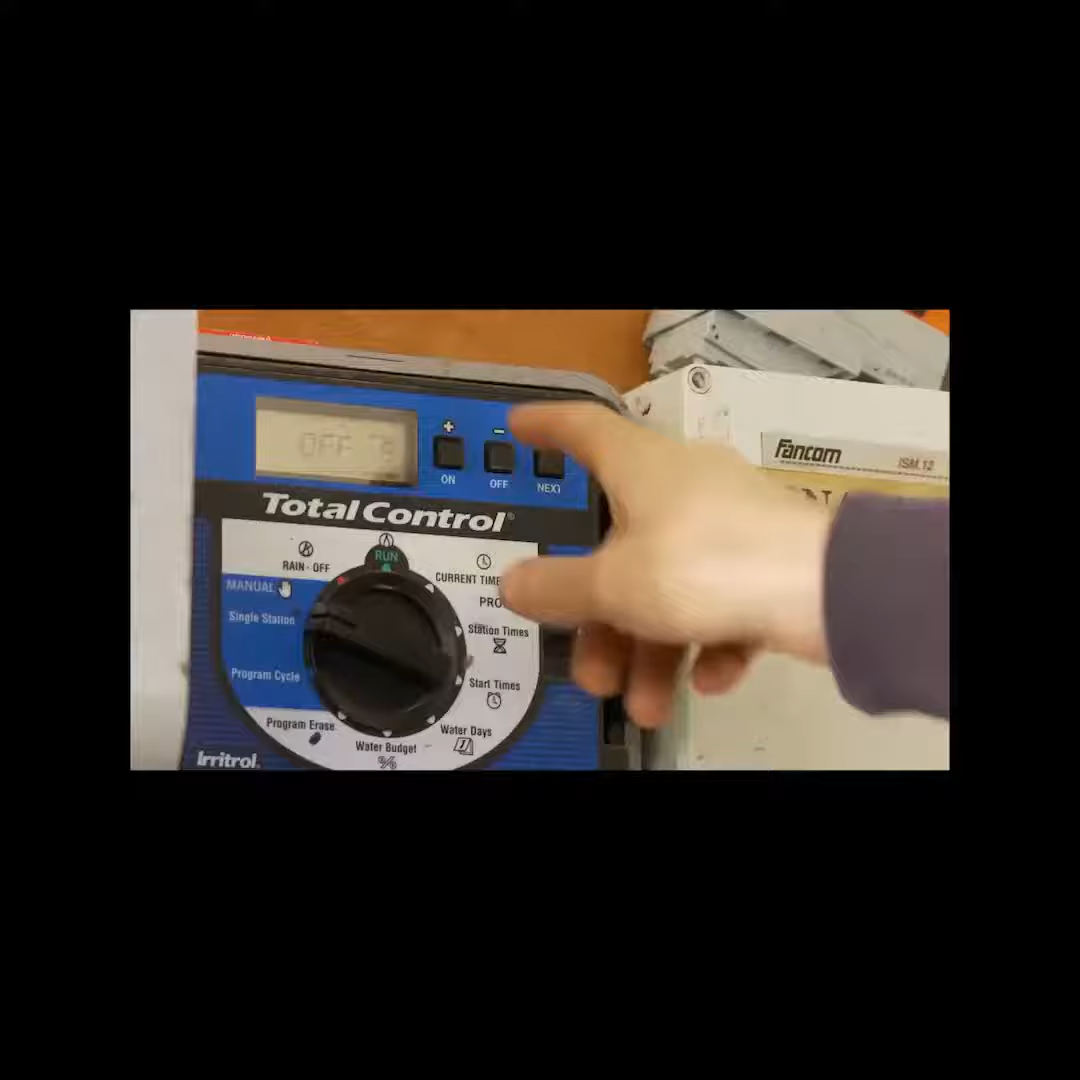 OFF
+
-
ON
OFF
NEXT
Fancom
ISM.12
Total Control®
RUN
RAIN - OFF
CURRENT TIME
MANUAL
PRO
Single Station
Station Times
Program Cycle
Start Times
Program Erase
Water Days
Water Budget
%
Irritrol®